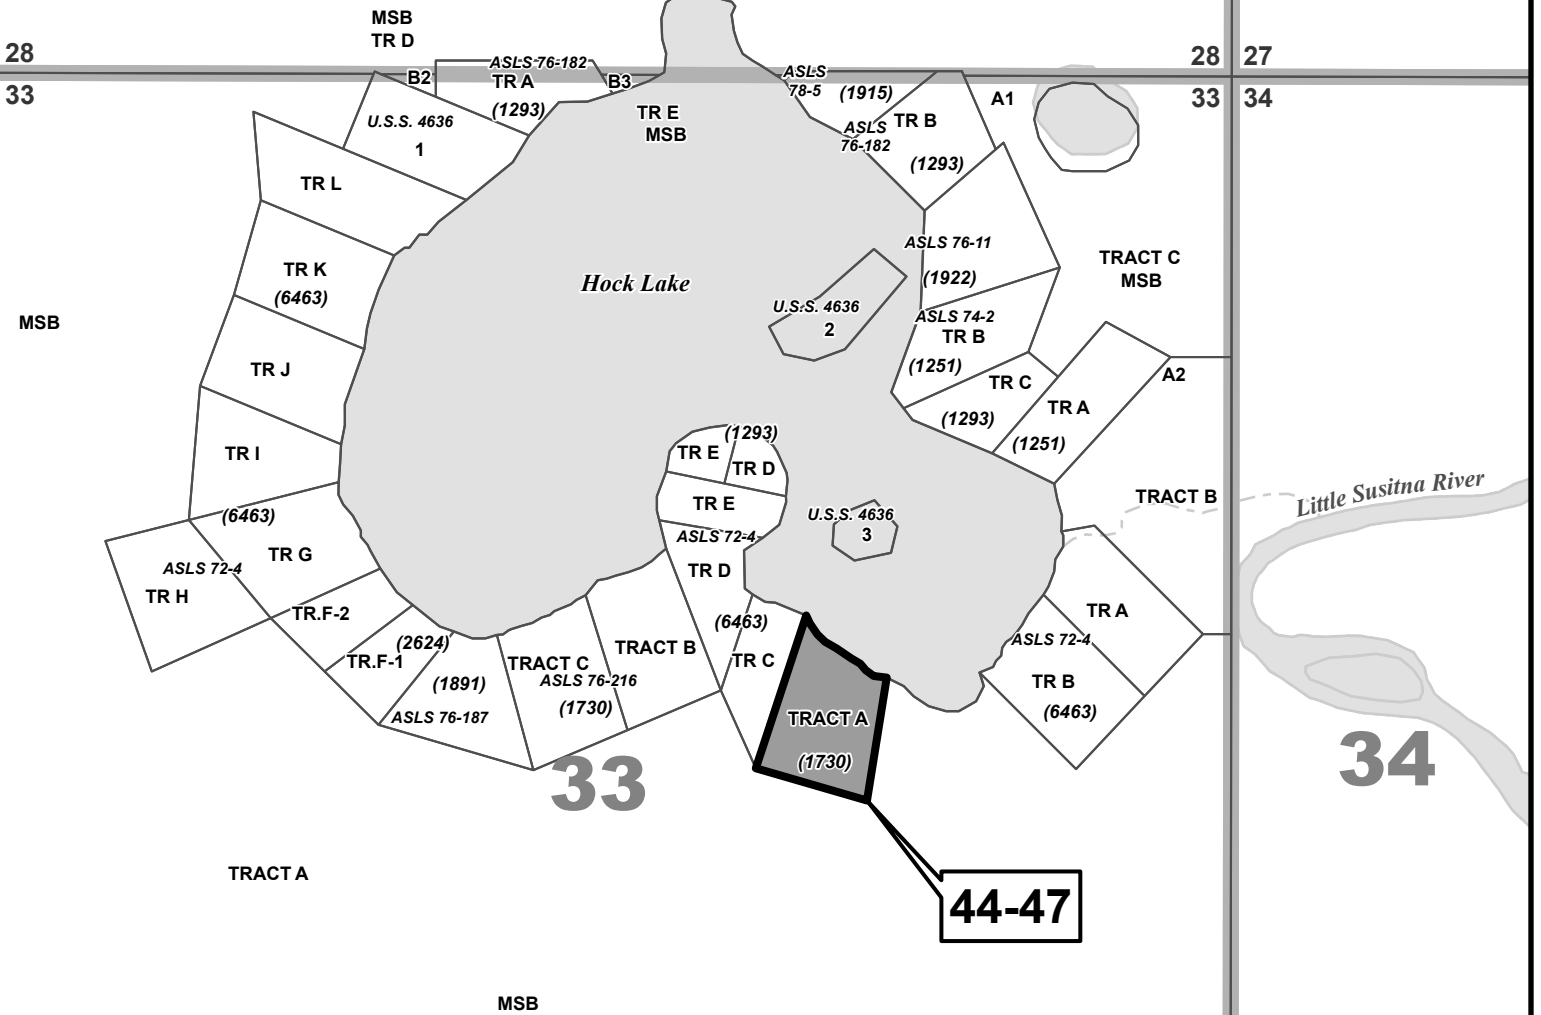 MSB
TR D
28
33
B2
ASLS 76-182
TR A
(1293)
B3
TR E
MSB
ASLS
78-5
(1915)
ASLS
76-182
TR B
(1293)
A1
28
27
33
34
U.S.S. 4636
1
TR L
TR K
(6463)
MSB
TR J
TR I
(6463)
TR G
ASLS 72-4
TR H
TR.F-2
TR.F-1
(2624)
(1891)
ASLS 76-187
TRACT C
ASLS 76-216
(1730)
TRACT B
Hock Lake
U.S.S. 4636
2
ASLS 76-11
(1922)
ASLS 74-2
TR B
(1251)
TRACT C
MSB
TR C
(1293)
TR A
(1251)
A2
(1293)
TR E
TR D
TR E
ASLS 72-4
TR D
(6463)
TR C
U.S.S. 4636
3
TRACT B
Little Susitna River
TR A
ASLS 72-4
TR B
(6463)
TRACT A
(1730)
33
34
44-47
TRACT A
MSB